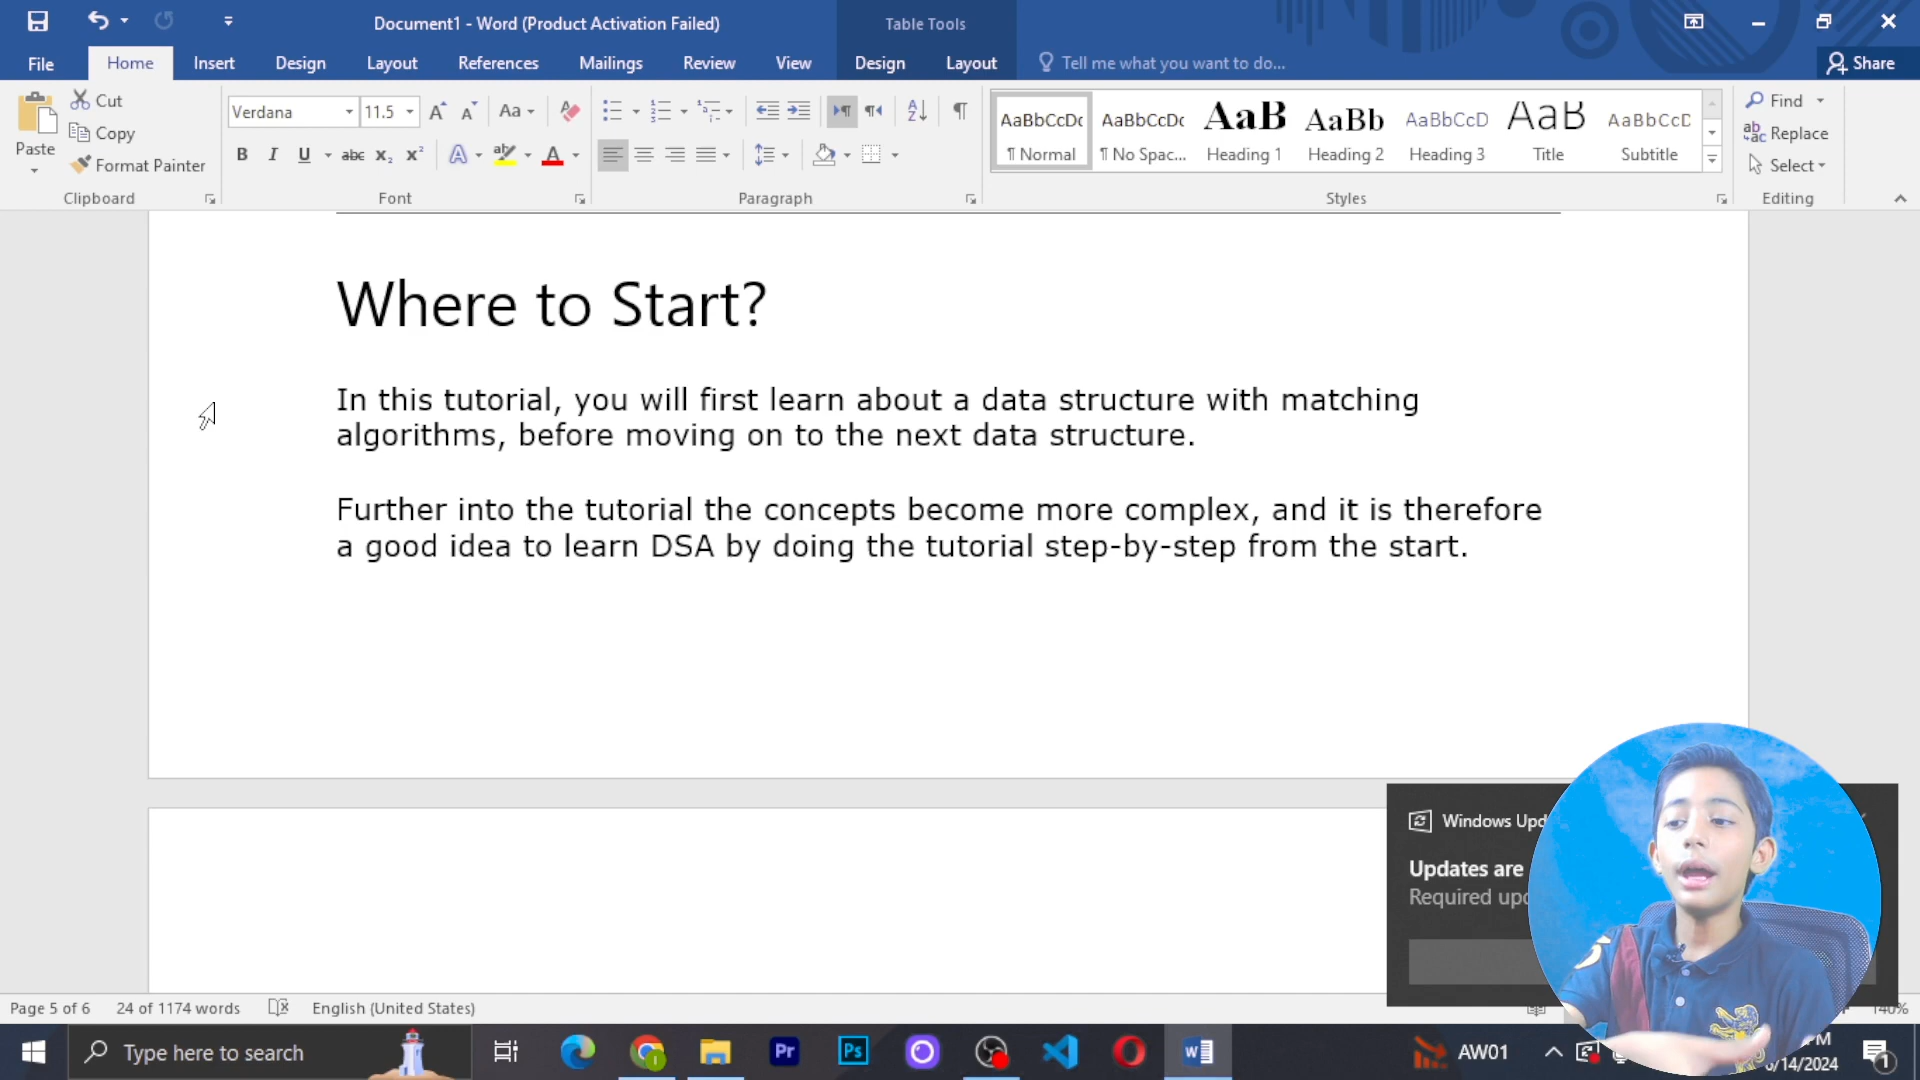 Document1 - Word (Product Activation Failed)
Table Tools
File
Home
Insert
Design
Layout
References
Mailings
Review
View
Design
Layout
Tell me what you want to do...
Share
Paste
Cut
Copy
Format Painter
Clipboard
Verdana
11.5
Font
Paragraph
AaBbCcDc
¶ Normal
AaBbCcDc
¶ No Spac...
AaB
Heading 1
AaBb
Heading 2
AaBbCcD
Heading 3
AaB
Title
AaBbCcD
Subtitle
Styles
Find
Replace
Select
Editing
Where to Start?
In this tutorial, you will first learn about a data structure with matching
algorithms, before moving on to the next data structure.
Further into the tutorial the concepts become more complex, and it is therefore
a good idea to learn DSA by doing the tutorial step-by-step from the start.
Windows
Updates are
Required
Page 5 of 6
24 of 1174 words
English (United States)
140%
Type here to search
Pr
Ps
AW01
/14/2024
1